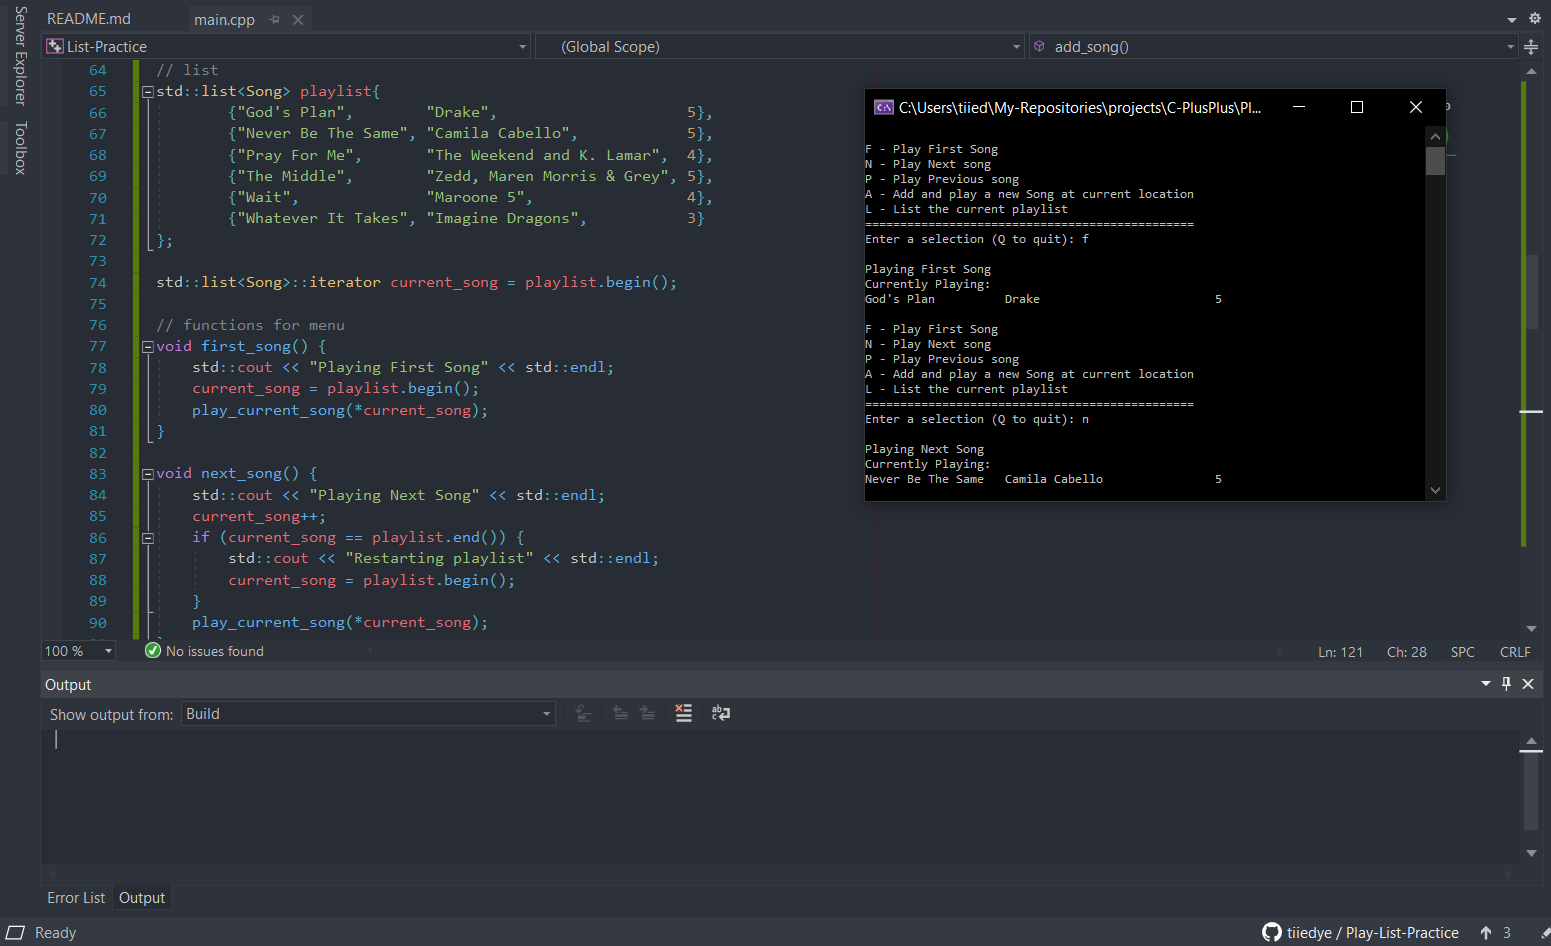 Server Explorer
Toolbox
README.md
main.cpp
List-Practice
(Global Scope)
add_song()
64 // list
65 std::list<Song> playlist{
66 {"God's Plan", "Drake", 5},
67 {"Never Be The Same", "Camila Cabello", 5},
68 {"Pray For Me", "The Weekend and K. Lamar", 4},
69 {"The Middle", "Zedd, Maren Morris & Grey", 5},
70 {"Wait", "Maroone 5", 4},
71 {"Whatever It Takes", "Imagine Dragons", 3}
72 };
73
74 std::list<Song>::iterator current_song = playlist.begin();
75
76 // functions for menu
77 void first_song() {
78 std::cout << "Playing First Song" << std::endl;
79 current_song = playlist.begin();
80 play_current_song(*current_song);
81 }
82
83 void next_song() {
84 std::cout << "Playing Next Song" << std::endl;
85 current_song++;
86 if (current_song == playlist.end()) {
87 std::cout << "Restarting playlist" << std::endl;
88 current_song = playlist.begin();
89 }
90 play_current_song(*current_song);
C:\Users\tiied\My-Repositories\projects\C-PlusPlus\Pl...
F - Play First Song
N - Play Next song
P - Play Previous song
A - Add and play a new Song at current location
L - List the current playlist
===============================================
Enter a selection (Q to quit): f
Playing First Song
Currently Playing:
God's Plan Drake 5
F - Play First Song
N - Play Next song
P - Play Previous song
A - Add and play a new Song at current location
L - List the current playlist
===============================================
Enter a selection (Q to quit): n
Playing Next Song
Currently Playing:
Never Be The Same Camila Cabello 5
100 %
No issues found
Ln: 121 Ch: 28 SPC CRLF
Output
Show output from: Build
Error List
Output
Ready
tiiedye / Play-List-Practice
3